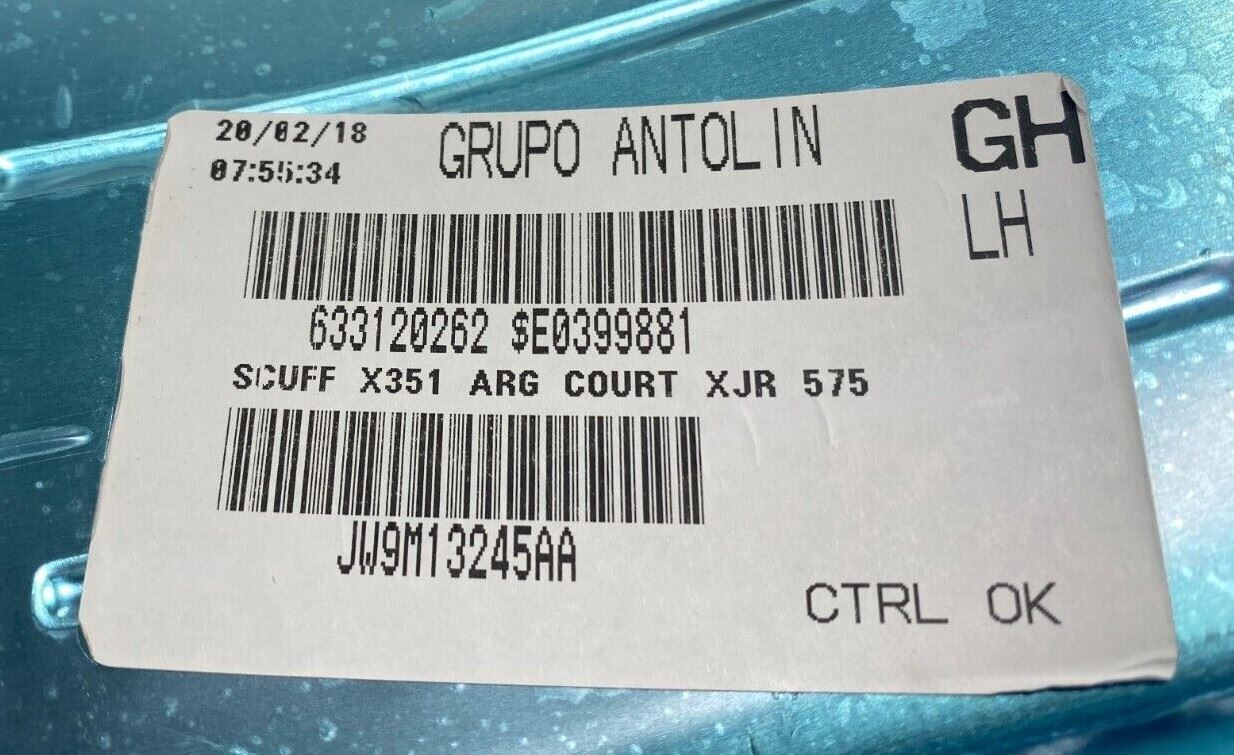 20/02/18
07:55:34
GRUPO ANTOLIN
GH
LH
633120262 $E0399881
SCUFF X351 ARG COURT XJR 575
JW9M13245AA
CTRL OK